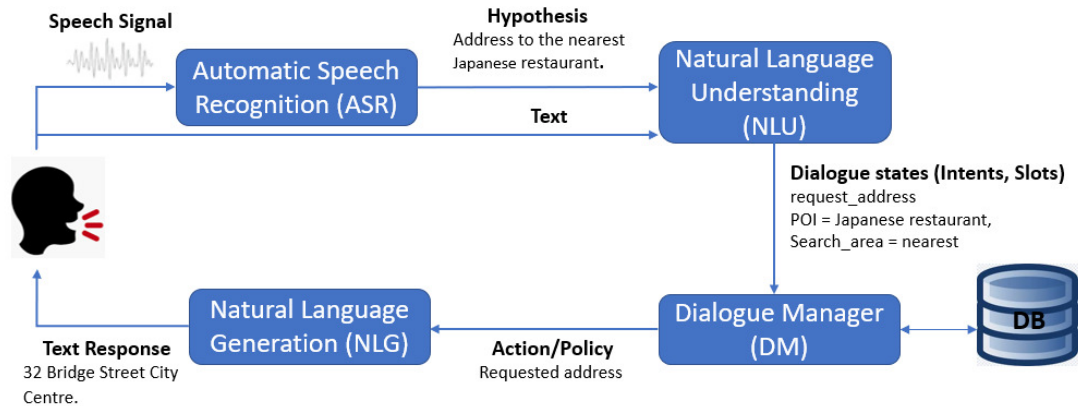 Speech Signal
Automatic Speech
Recognition (ASR)
Hypothesis
Address to the nearest
Japanese restaurant.
Text
Natural Language
Understanding
(NLU)
Dialogue states (Intents, Slots)
request_address
POI = Japanese restaurant,
Search_area = nearest
DB
Dialogue Manager
(DM)
Action/Policy
Requested address
Natural Language
Generation (NLG)
Text Response
32 Bridge Street City
Centre.